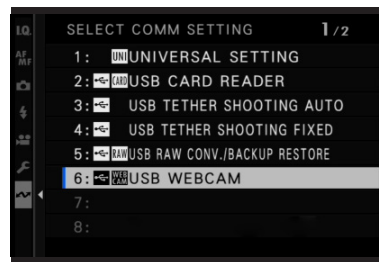 I.Q. SELECT COMM SETTING 1/2
AF MF
1: UNI UNIVERSAL SETTING
2: CARD USB CARD READER
3: USB TETHER SHOOTING AUTO
4: USB TETHER SHOOTING FIXED
5: RAW USB RAW CONV./BACKUP RESTORE
6: WEB CAM USB WEBCAM
7:
8: